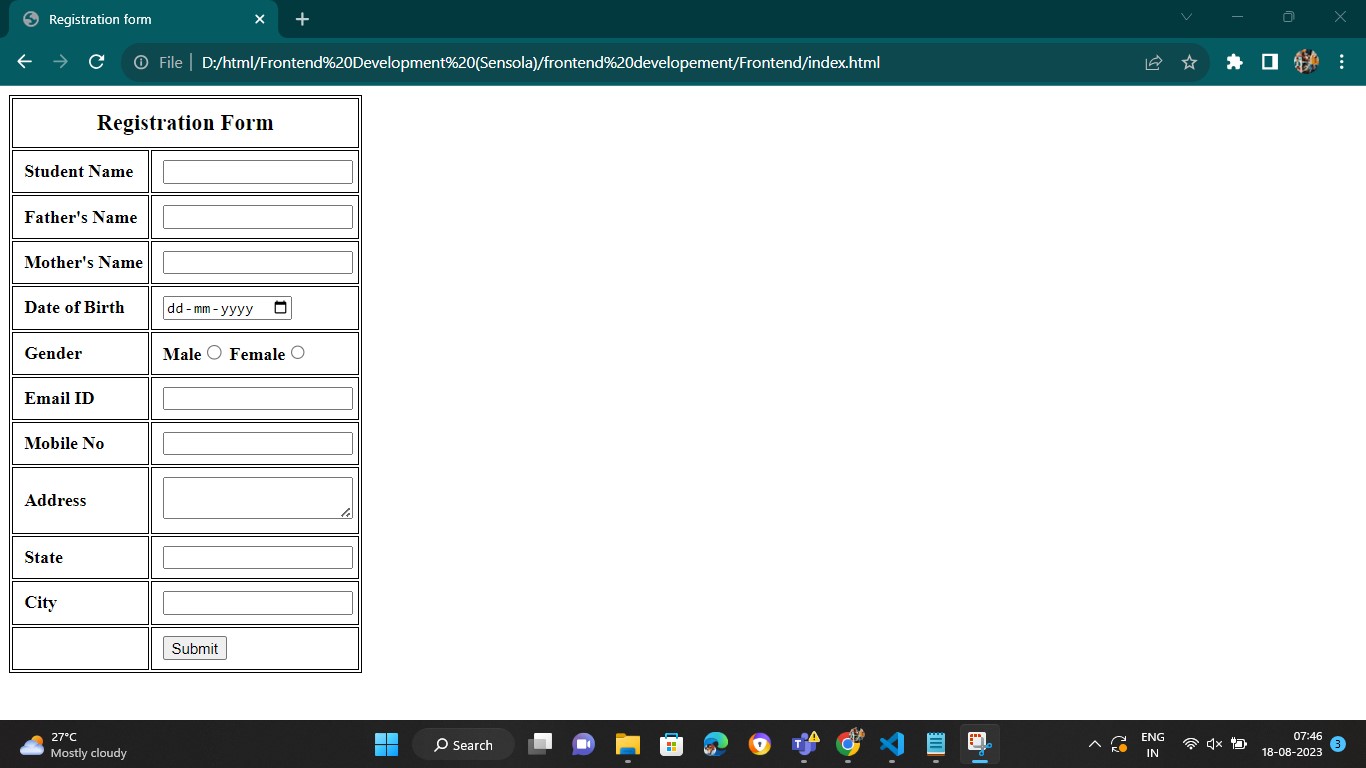 Registration form
File | D:/html/Frontend%20Development%20(Sensola)/frontend%20developement/Frontend/index.html
Registration Form
Student Name
Father's Name
Mother's Name
Date of Birth dd-mm-yyyy
Gender Male Female
Email ID
Mobile No
Address
State
City
Submit
27°C
Mostly cloudy
Search
ENG
IN
07:46
18-08-2023
3